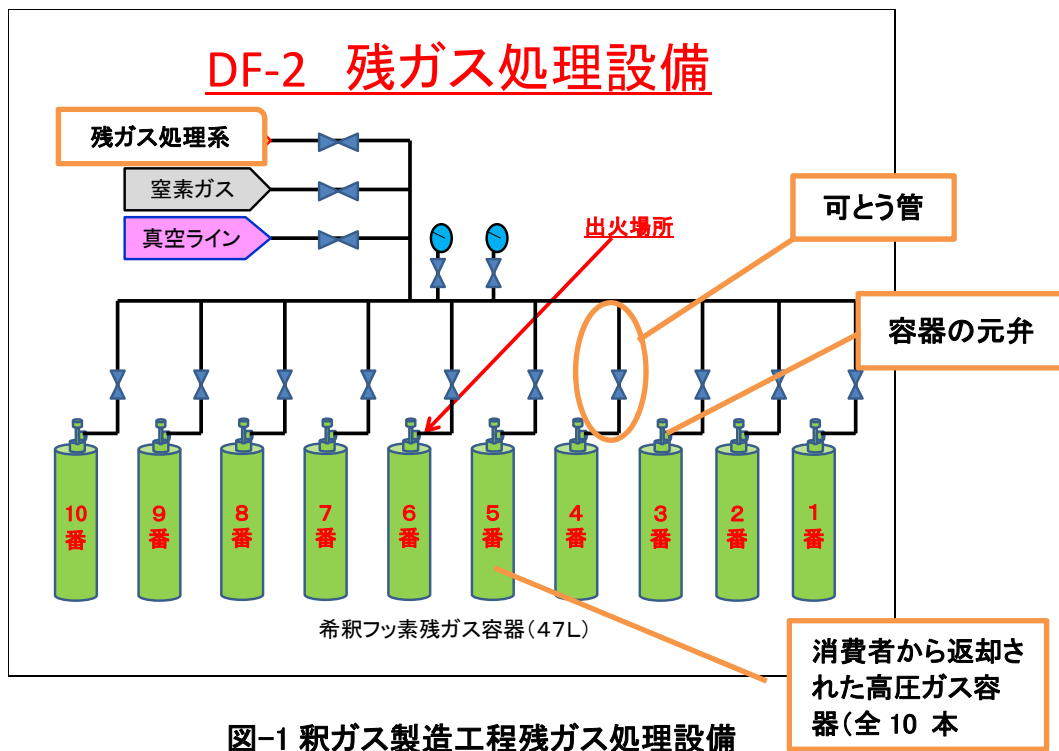 DF-2 残ガス処理設備
残ガス処理系
窒素ガス
真空ライン
出火場所
可とう管
容器の元弁
10
番
9
番
8
番
7
番
6
番
5
番
4
番
3
番
2
番
1
番
希釈フッ素残ガス容器(47L)
消費者から返却さ
れた高圧ガス容
器(全10 本
図-1 釈ガス製造工程残ガス処理設備